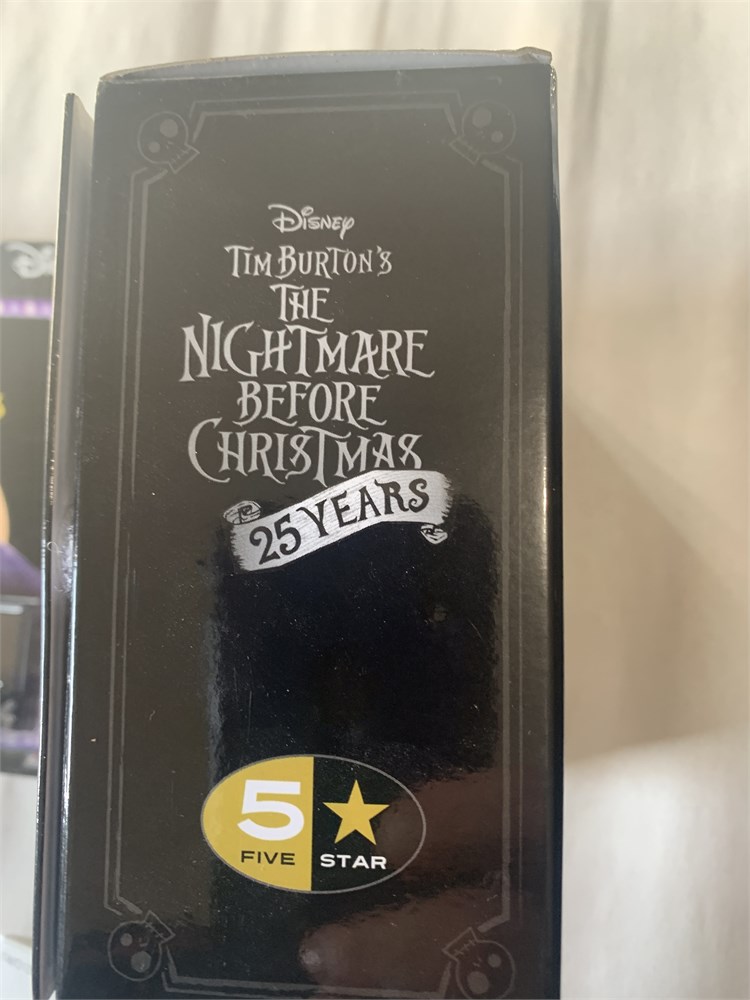 Disney
TIM BURTON'S
THE
NIGHTMARE
BEFORE
CHRISTMAS
25 YEARS
5
FIVE STAR